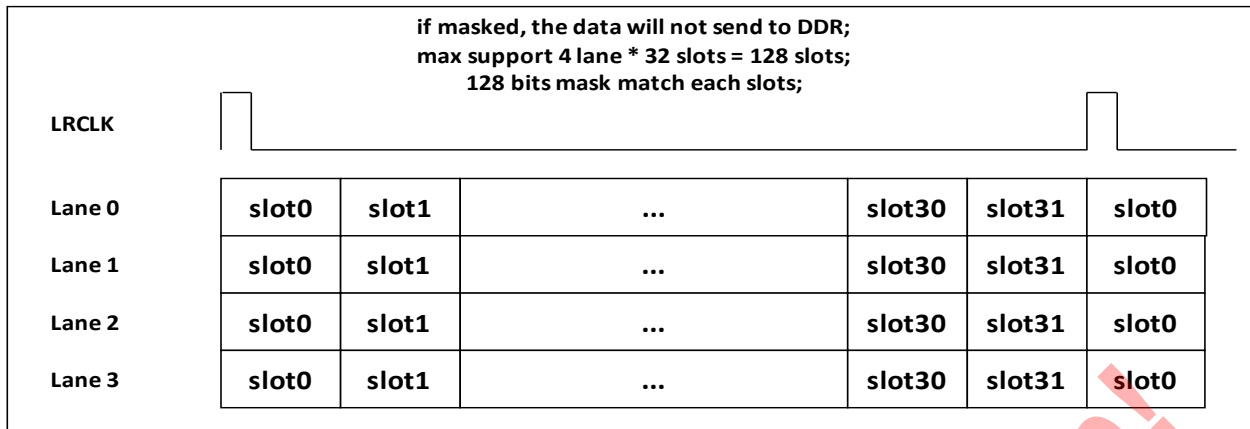 if masked, the data will not send to DDR;
max support 4 lane * 32 slots = 128 slots;
128 bits mask match each slots;
LRCLK
Lane 0 slot0 slot1 ... slot30 slot31 slot0
Lane 1 slot0 slot1 ... slot30 slot31 slot0
Lane 2 slot0 slot1 ... slot30 slot31 slot0
Lane 3 slot0 slot1 ... slot30 slot31 slot0